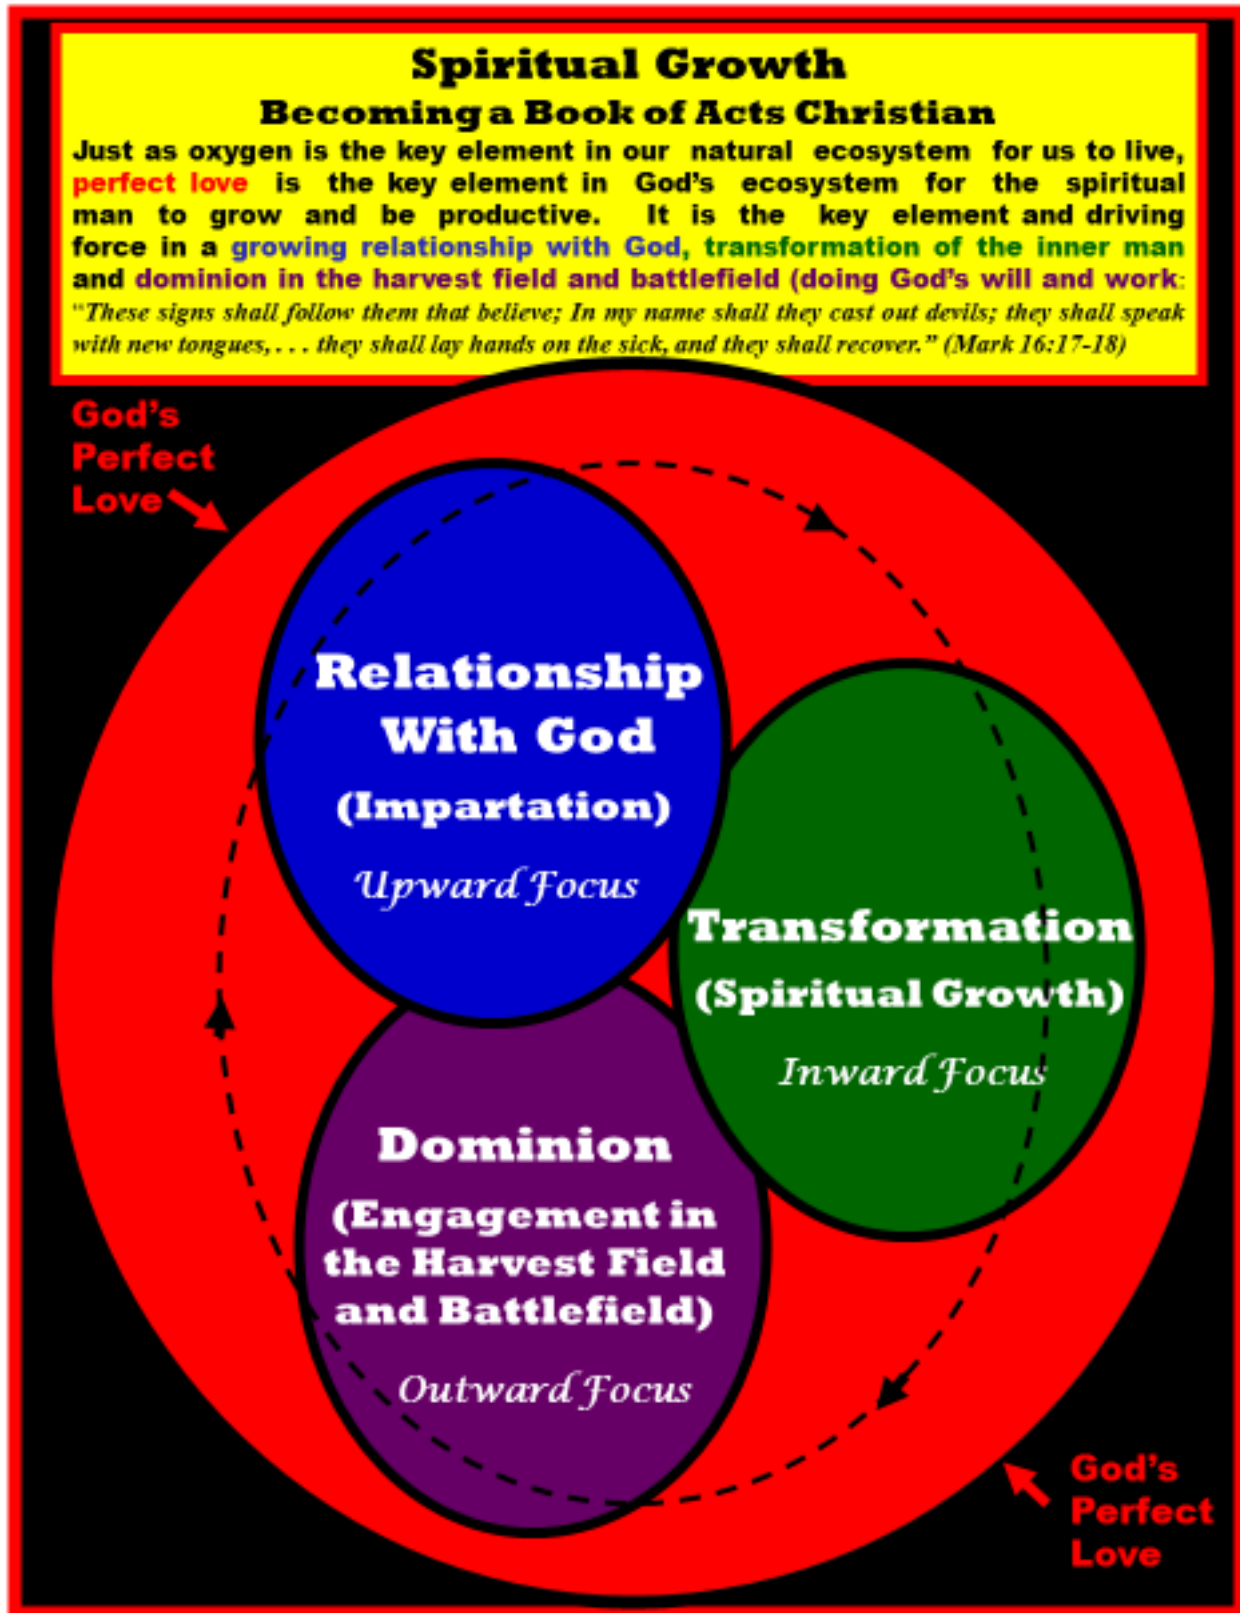 Spiritual Growth
Becoming a Book of Acts Christian
Just as oxygen is the key element in our natural ecosystem for us to live,
perfect love is the key element in God's ecosystem for the spiritual
man to grow and be productive. It is the key element and driving
force in a growing relationship with God, transformation of the inner man
and dominion in the harvest field and battlefield (doing God's will and work:
"These signs shall follow them that believe; In my name shall they cast out devils; they shall speak
with new tongues, . . . they shall lay hands on the sick, and they shall recover." (Mark 16:17-18)
God's
Perfect
Love
Relationship
With God
(Impartation)
Upward Focus
Transformation
(Spiritual Growth)
Inward Focus
Dominion
(Engagement in
the Harvest Field
and Battlefield)
Outward Focus
God's
Perfect
Love